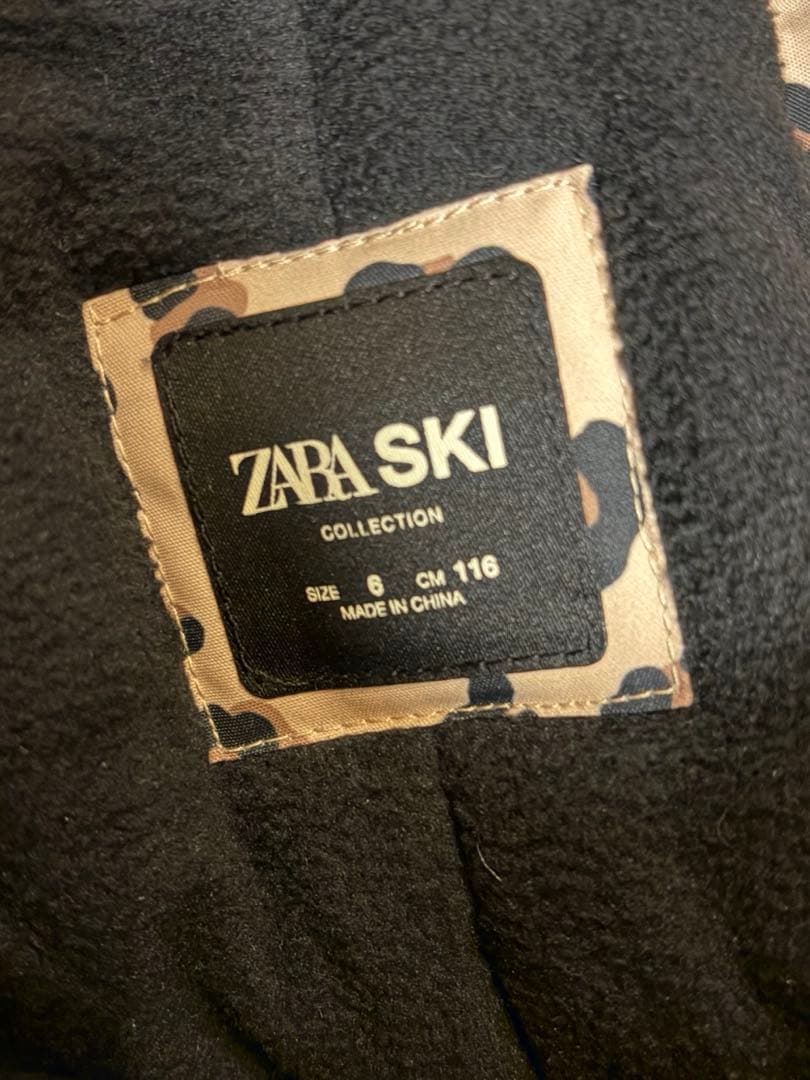 ZARA SKI
COLLECTION
SIZE 6 CM 116
MADE IN CHINA